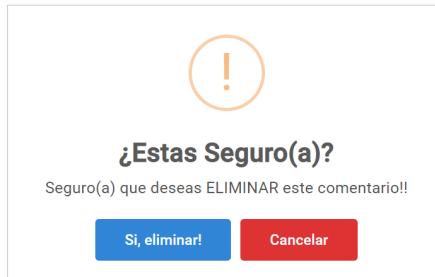 !
¿Estas Seguro(a)?
Seguro(a) que deseas ELIMINAR este comentario!!
Si, eliminar!
Cancelar